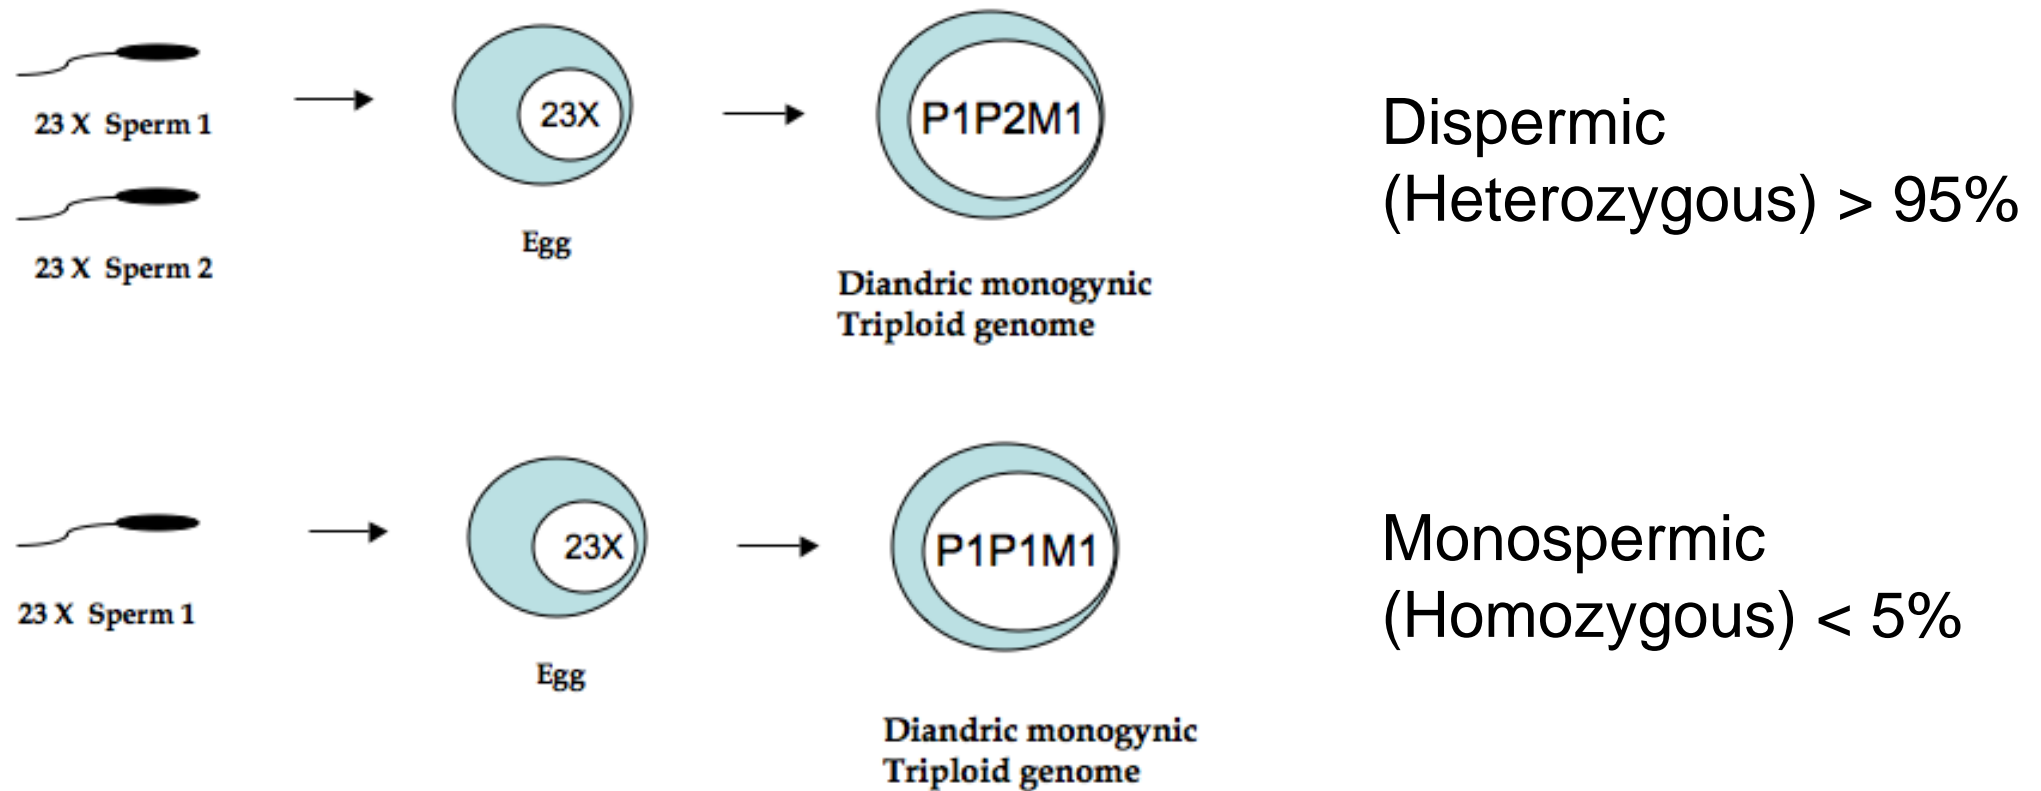 23 X Sperm 1
23 X Sperm 2
23X
Egg
P1P2M1
Diandric monogynic
Triploid genome
Dispermic
(Heterozygous) > 95%
23 X Sperm 1
23X
Egg
P1P1M1
Diandric monogynic
Triploid genome
Monospermic
(Homozygous) < 5%